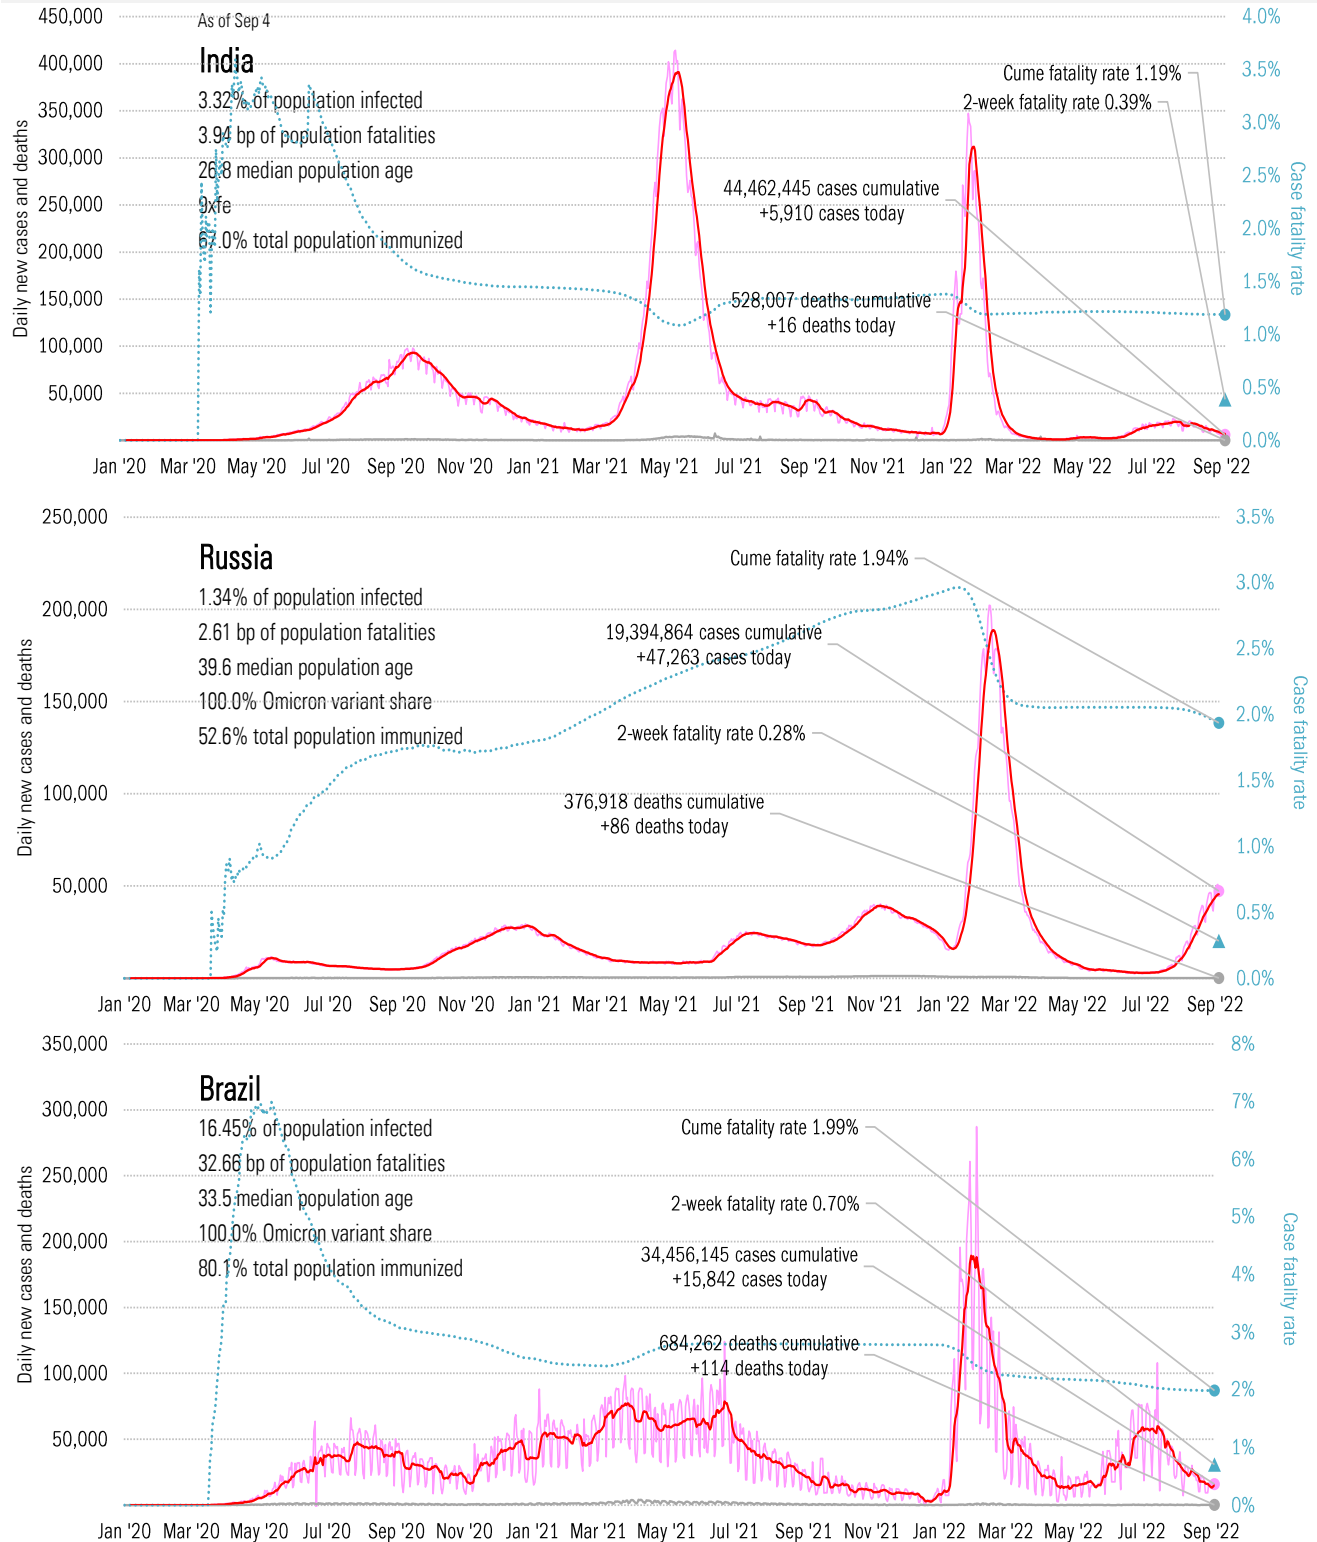 As of Sep 4
India
3.32% of population infected
3.94 bp of population fatalities
26.8 median population age
0xfe
67.0% total population immunized
Cume fatality rate 1.19%
2-week fatality rate 0.39%
44,462,445 cases cumulative
+5,910 cases today
528,007 deaths cumulative
+16 deaths today
Daily new cases and deaths
450,000
400,000
350,000
300,000
250,000
200,000
150,000
100,000
50,000
Case fatality rate
4.0%
3.5%
3.0%
2.5%
2.0%
1.5%
1.0%
0.5%
0.0%
Jan '20 Mar '20 May '20 Jul '20 Sep '20 Nov '20 Jan '21 Mar '21 May '21 Jul '21 Sep '21 Nov '21 Jan '22 Mar '22 May '22 Jul '22 Sep '22
Russia
1.34% of population infected
2.61 bp of population fatalities
39.6 median population age
100.0% Omicron variant share
52.6% total population immunized
Cume fatality rate 1.94%
19,394,864 cases cumulative
+47,263 cases today
2-week fatality rate 0.28%
376,918 deaths cumulative
+86 deaths today
Daily new cases and deaths
250,000
200,000
150,000
100,000
50,000
Case fatality rate
3.5%
3.0%
2.5%
2.0%
1.5%
1.0%
0.5%
0.0%
Jan '20 Mar '20 May '20 Jul '20 Sep '20 Nov '20 Jan '21 Mar '21 May '21 Jul '21 Sep '21 Nov '21 Jan '22 Mar '22 May '22 Jul '22 Sep '22
Brazil
16.45% of population infected
32.66 bp of population fatalities
33.5 median population age
100.0% Omicron variant share
80.1% total population immunized
Cume fatality rate 1.99%
2-week fatality rate 0.70%
34,456,145 cases cumulative
+15,842 cases today
684,262 deaths cumulative
+114 deaths today
Daily new cases and deaths
350,000
300,000
250,000
200,000
150,000
100,000
50,000
Case fatality rate
8%
7%
6%
5%
4%
3%
2%
1%
0%
Jan '20 Mar '20 May '20 Jul '20 Sep '20 Nov '20 Jan '21 Mar '21 May '21 Jul '21 Sep '21 Nov '21 Jan '22 Mar '22 May '22 Jul '22 Sep '22